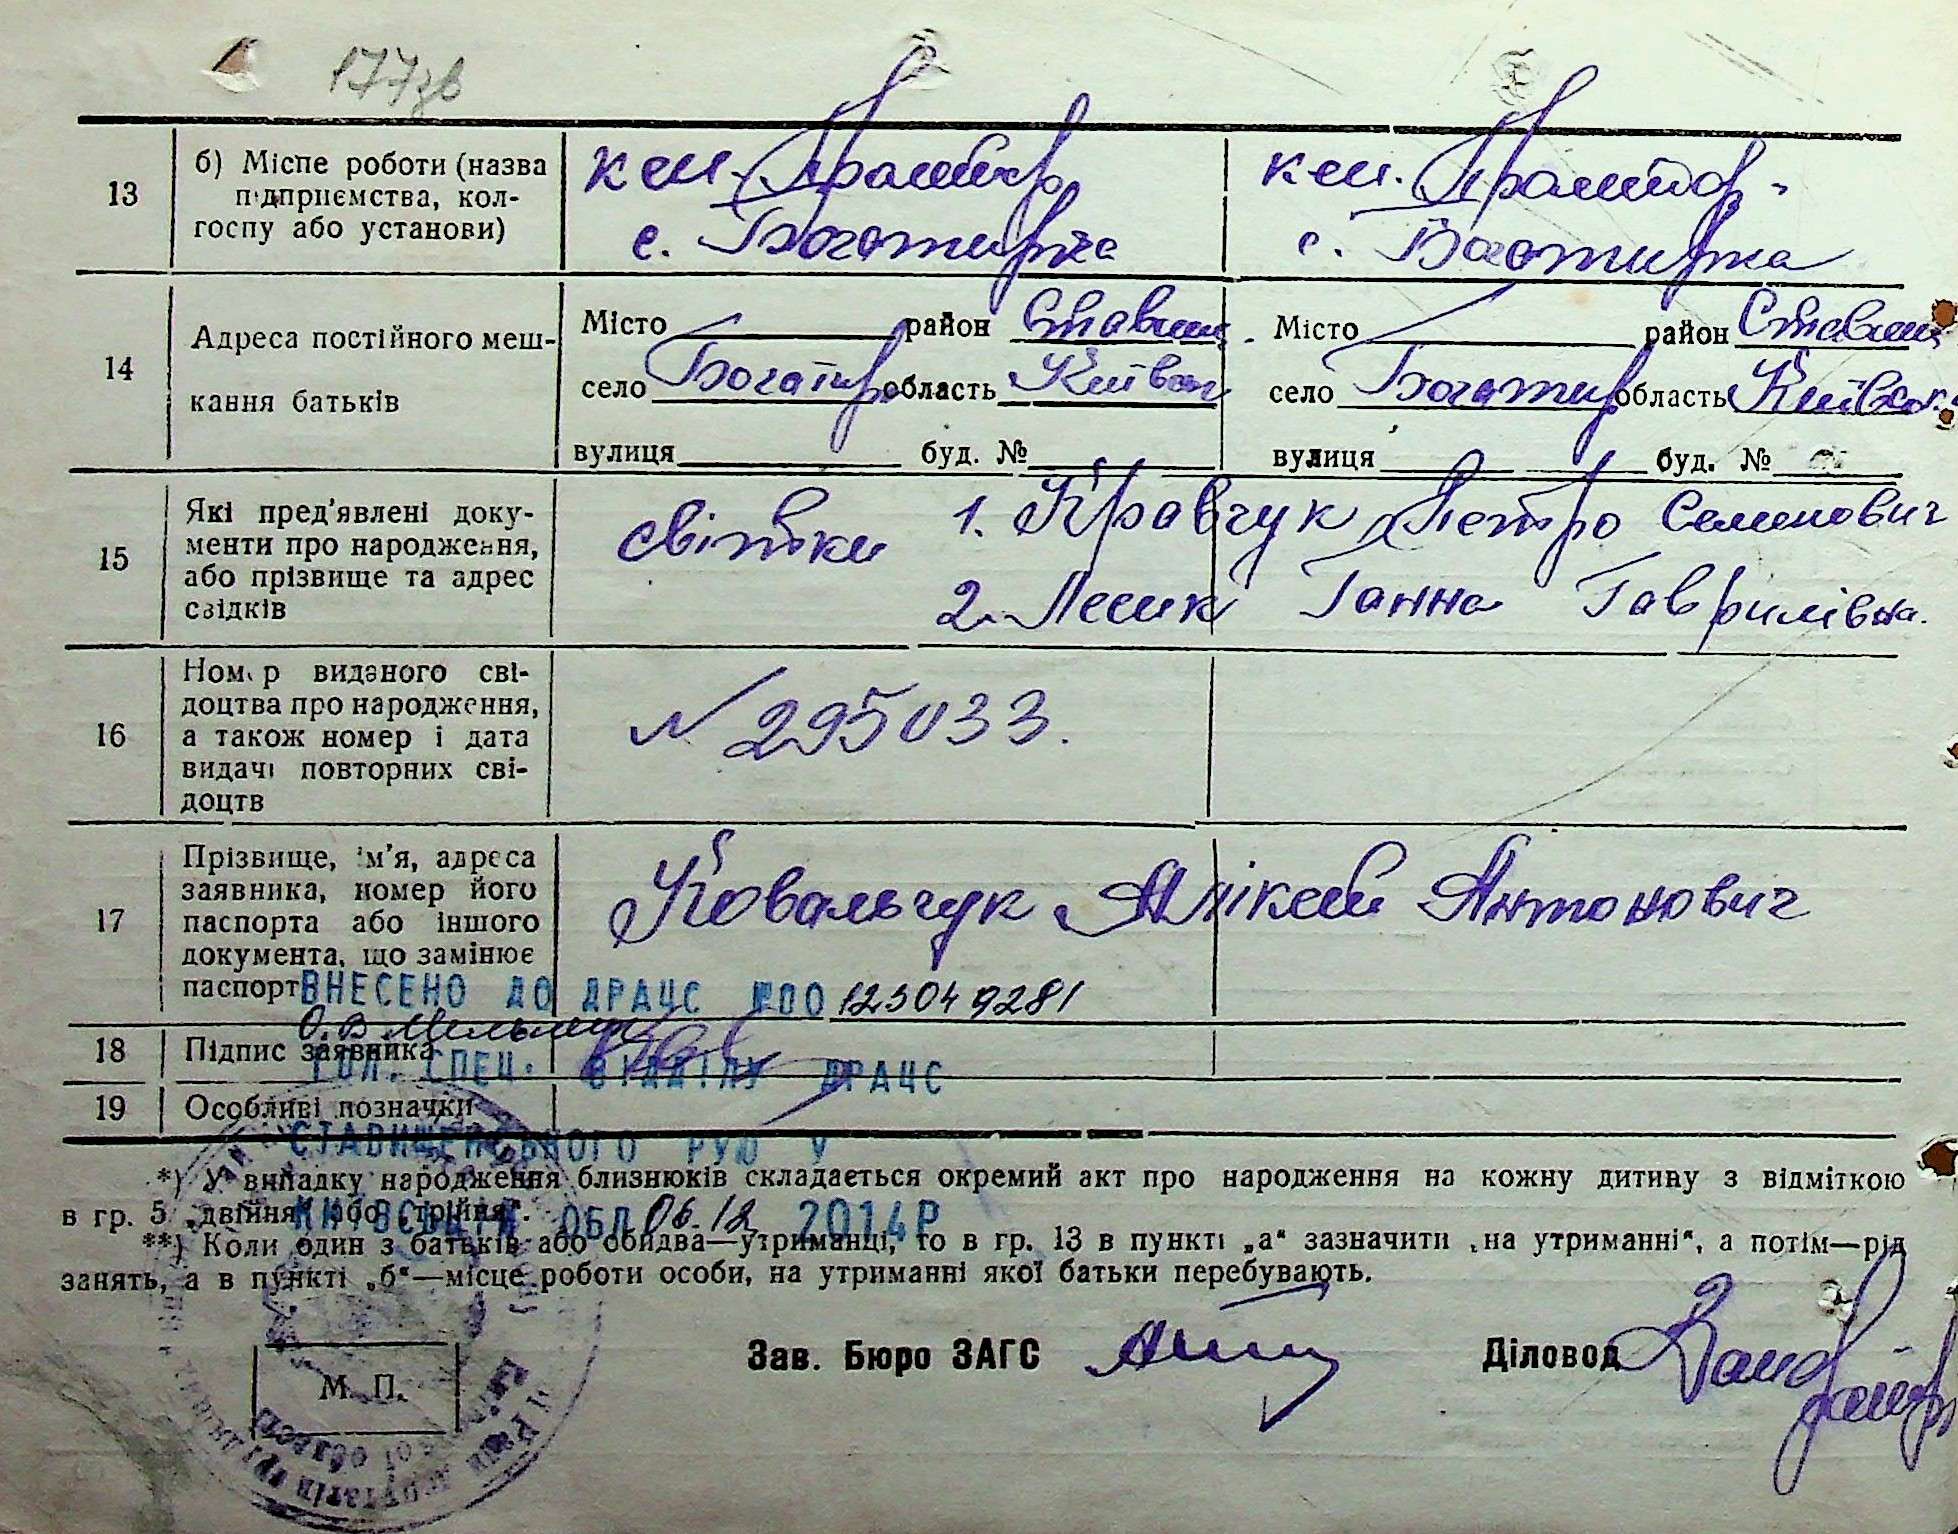 177зв
13
б) Місце роботи (назва
підприємства, кол-
госпу або установи)
с. Богатирка
с. Богатирка
14
Адреса постійного меш-
кання батьків
Місто район Ставищ. Місто район Ставищ
село Богатир область Київськ село Богатир область Київськ.
вулиця буд. № вулиця буд. №
15
Які пред'явлені доку-
менти про народження,
або прізвище та адрес
свідків
світки 1. Кравчук Петро Семенович
2. Лесик Ганна Гаврилівна.
16
Номер виданого сві-
доцтва про народження,
а також номер і дата
видачі повторних сві-
доцтв
№ 295033.
17
Прізвище, ім'я, адреса
заявника, номер його
паспорта або іншого
документа, що замінює
паспорт
Ковальчук Антонович
ВНЕСЕНО ДО ДРАЦС №00123049281
18
Підпис заявника
ГОЛ. СПЕЦ. ВІДДІЛУ ДРАЦС
19
Особливі позначки
СТАВИЩЕНСЬКОГО РУЮ У
*) У випадку народження близнюків складається окремий акт про народження на кожну дитину з відміткою
в гр. 5 „двійня“ або „трійня“.
КИЇВСЬКІЙ ОБЛ 06.12 2014Р
**) Коли один з батьків або обидва—утриманці, то в гр. 13 в пункті „а“ зазначити „на утриманні“, а потім—рід
занять, а в пункті „б“—місце роботи особи, на утриманні якої батьки перебувають.
М. П.
Зав. Бюро ЗАГС
Діловод